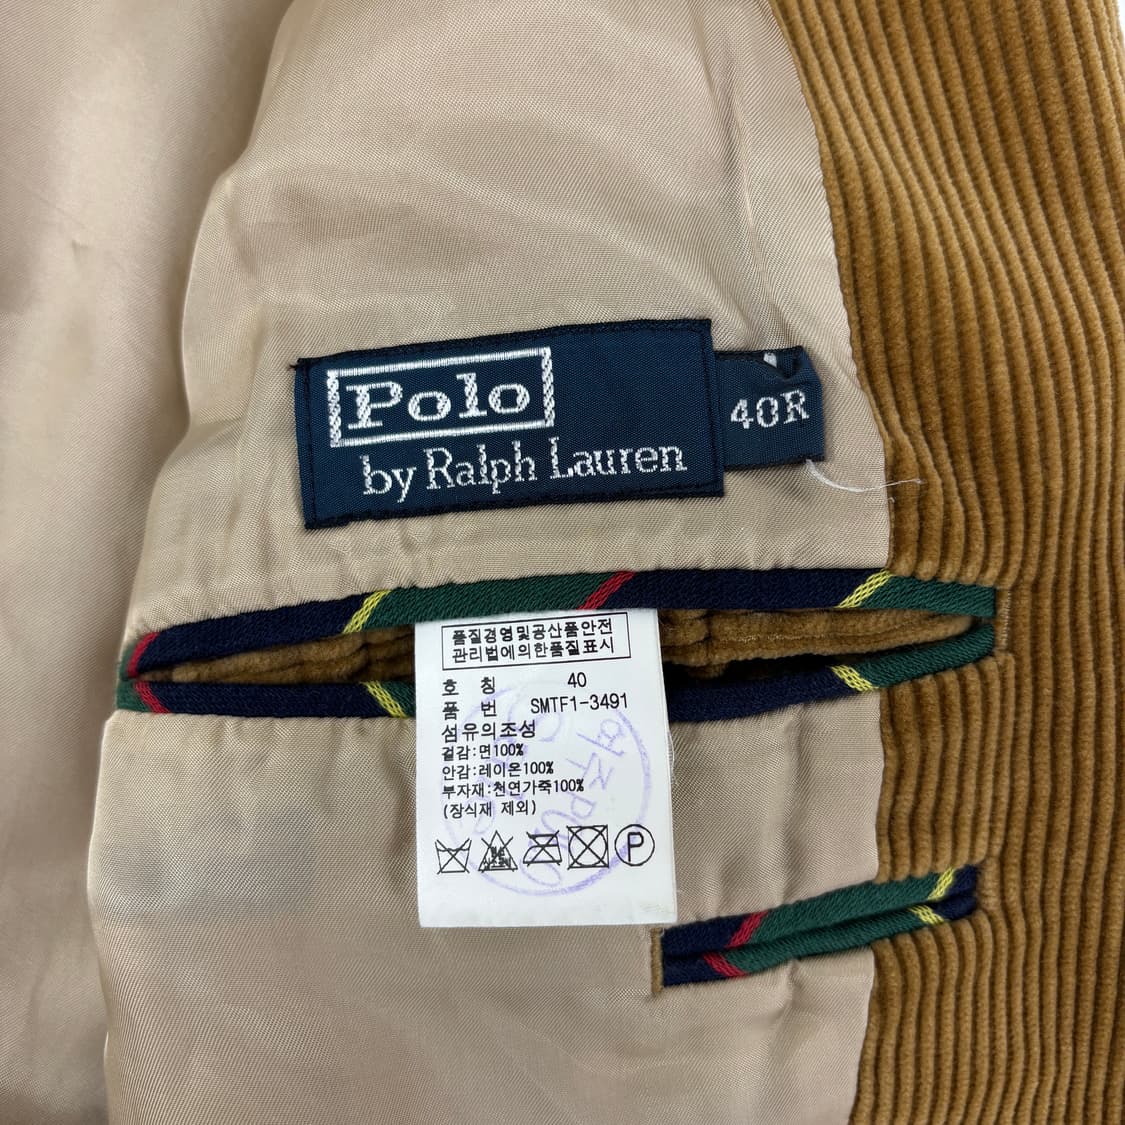 Polo
by Ralph Lauren
40R
품질경영및공산품안전
관리법에의한품질표시
호 칭 40
품 번 SMTF1-3491
섬유의조성
겉감:면100%
안감:레이온100%
부자재:천연가죽100%
(장식재 제외)
P